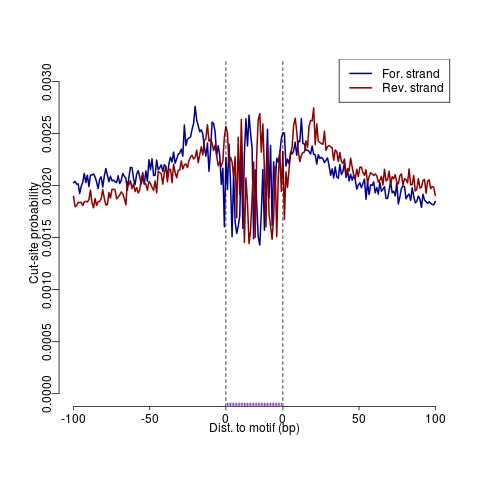 For. strand
Rev. strand
Cut-site probability
0.0030
0.0025
0.0020
0.0015
0.0010
0.0005
0.0000
-100 -50 0 0 50 100
Dist. to motif (bp)